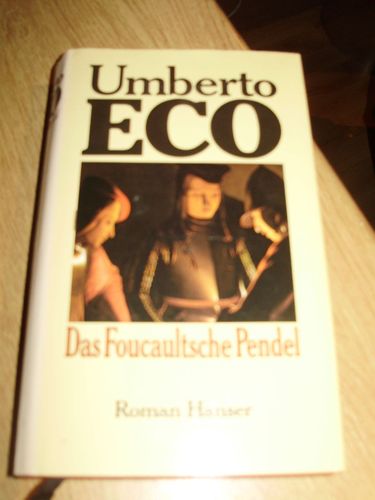 Umberto
ECO
Das Foucaultsche Pendel
Roman Hanser